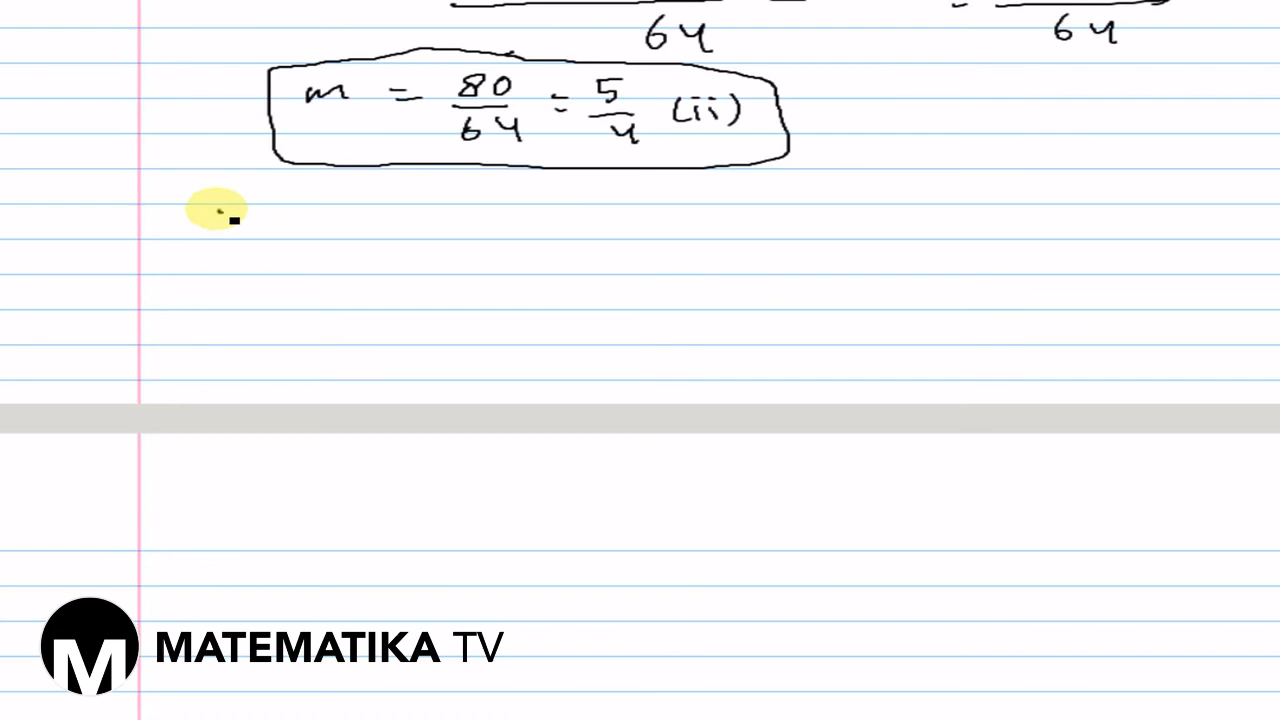 64 = 64
m = 80/64 = 5/4 (ii)
M MATEMATIKA TV